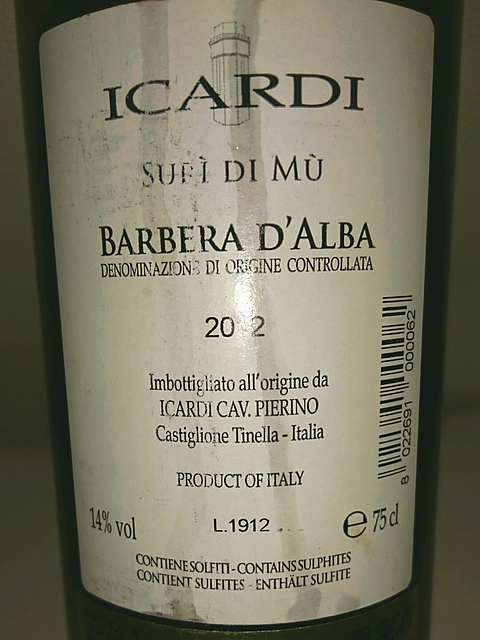 ICARDI
SURÌ DI MÙ
BARBERA D'ALBA
DENOMINAZIONE DI ORIGINE CONTROLLATA
Imbottigliato all'origine da
ICARDI CAV. PIERINO
Castiglione Tinella - Italia
PRODUCT OF ITALY
14% vol
L.1912
e 75 cl
CONTIENE SOLFITI - CONTAINS SULPHITES
CONTIENT SULFITES - ENTHÄLT SULFITE
8 022691 000062